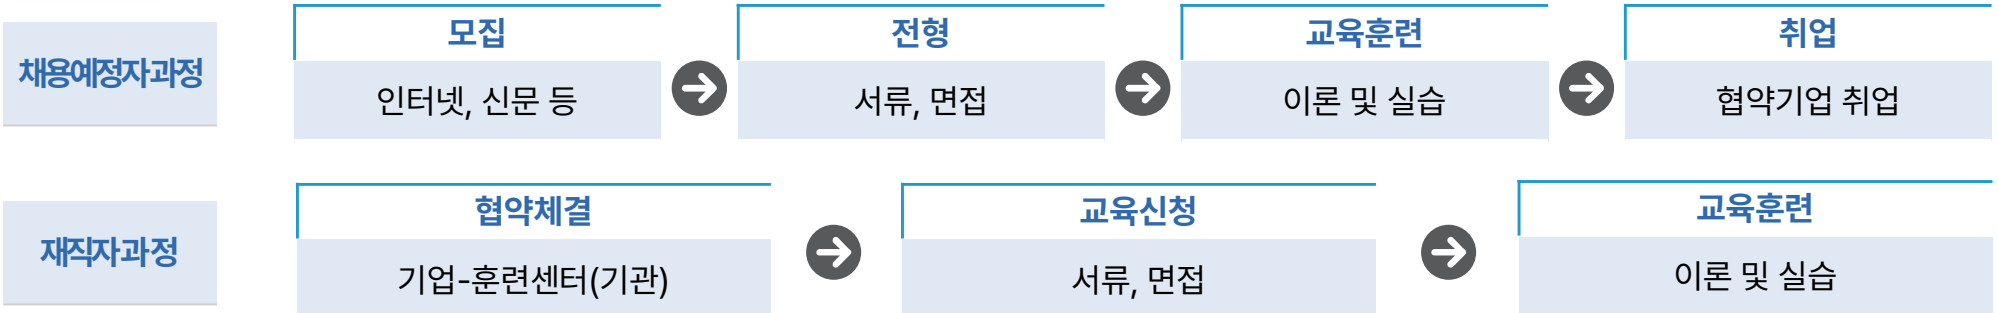 채용예정자과정
모집
인터넷, 신문 등
전형
서류, 면접
교육훈련
이론 및 실습
취업
협약기업 취업
재직자과정
협약체결
기업-훈련센터(기관)
교육신청
서류, 면접
교육훈련
이론 및 실습